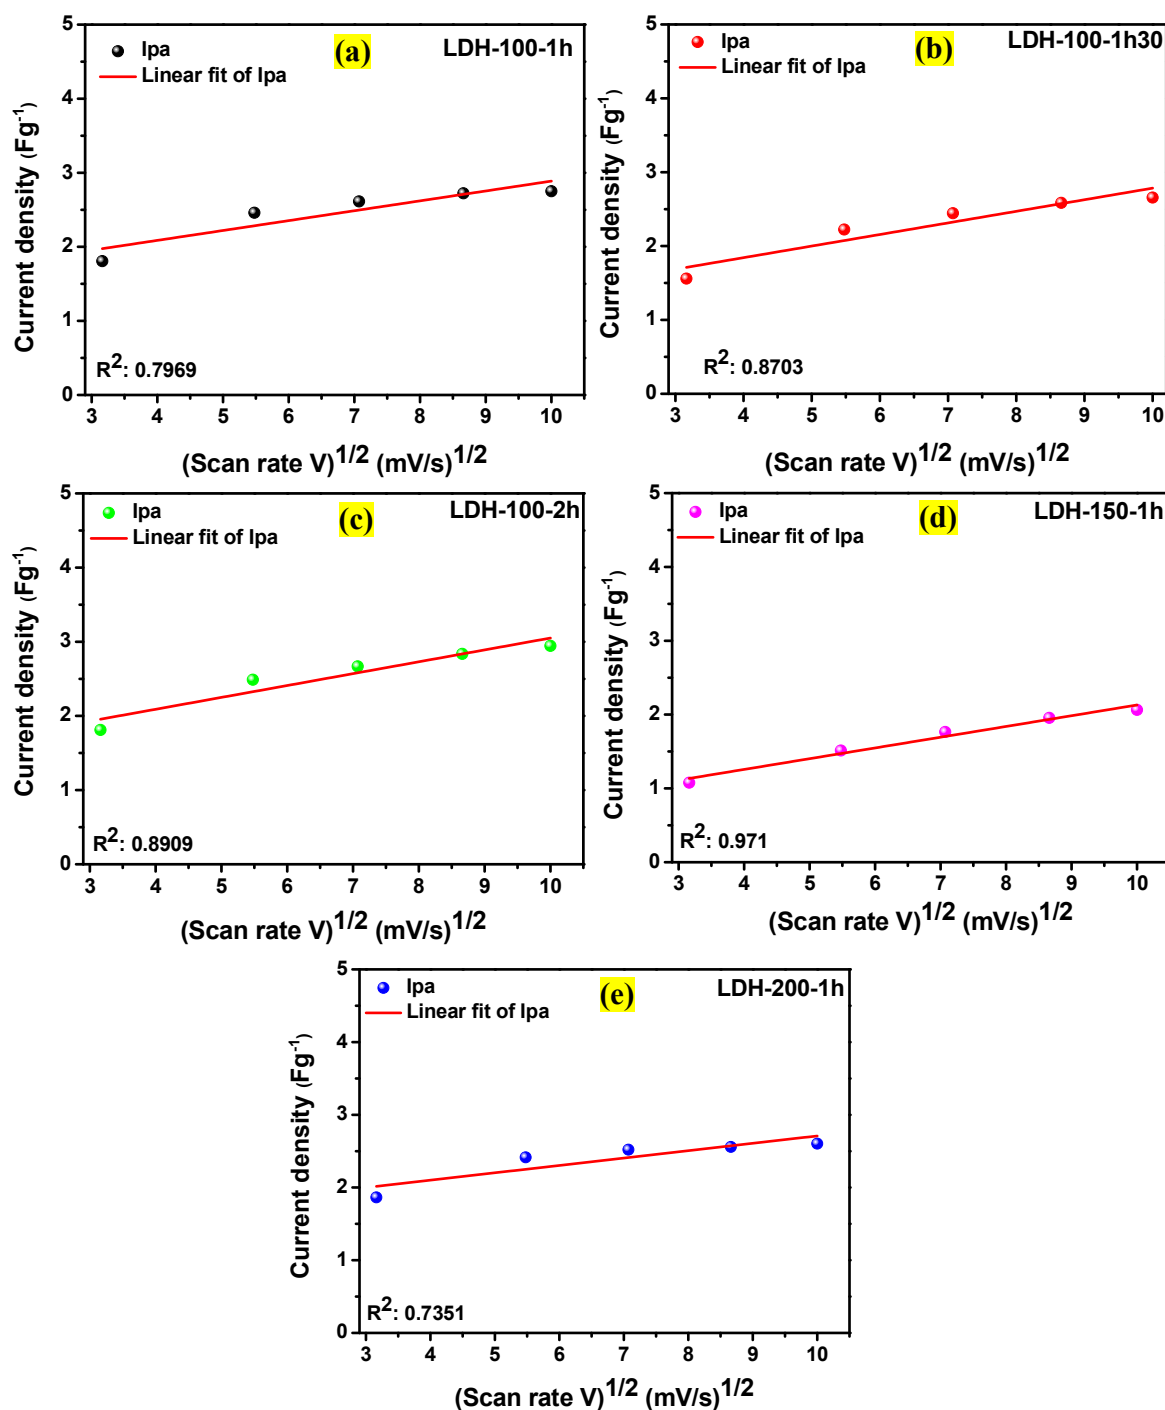 (a)
LDH-100-1h
Ipa
Linear fit of Ipa
Current density (Fg⁻¹)
5
4
3
2
1
0
R²: 0.7969
3 4 5 6 7 8 9 10
(Scan rate V)¹/² (mV/s)¹/²
(b)
LDH-100-1h30
Ipa
Linear fit of Ipa
Current density (Fg⁻¹)
5
4
3
2
1
0
R²: 0.8703
3 4 5 6 7 8 9 10
(Scan rate V)¹/² (mV/s)¹/²
(c)
LDH-100-2h
Ipa
Linear fit of Ipa
Current density (Fg⁻¹)
5
4
3
2
1
0
R²: 0.8909
3 4 5 6 7 8 9 10
(Scan rate V)¹/² (mV/s)¹/²
(d)
LDH-150-1h
Ipa
Linear fit of Ipa
Current density (Fg⁻¹)
5
4
3
2
1
0
R²: 0.971
3 4 5 6 7 8 9 10
(Scan rate V)¹/² (mV/s)¹/²
(e)
LDH-200-1h
Ipa
Linear fit of Ipa
Current density (Fg⁻¹)
5
4
3
2
1
0
R²: 0.7351
3 4 5 6 7 8 9 10
(Scan rate V)¹/² (mV/s)¹/²